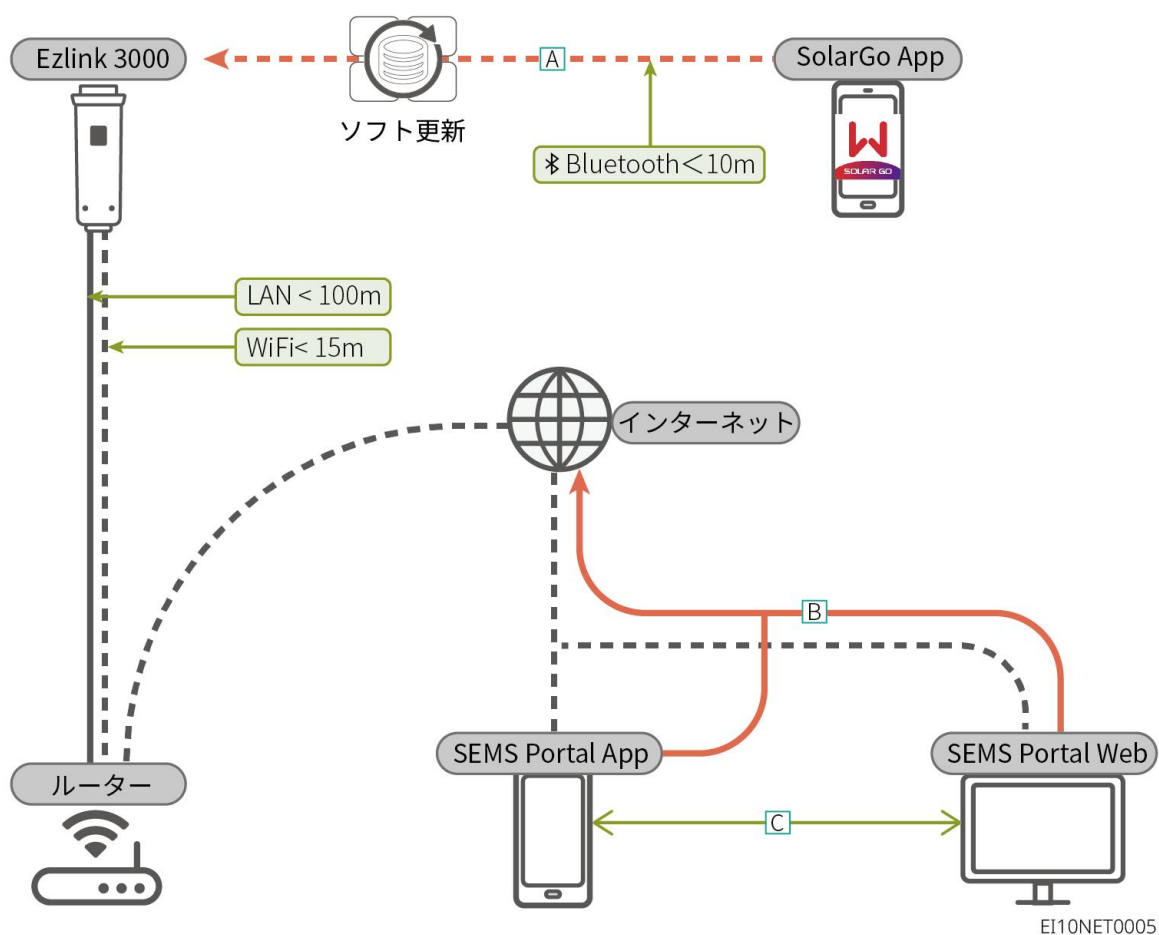 Ezlink 3000
A
SolarGo App
ソフト更新
Bluetooth＜10m
SOLAR GO
LAN < 100m
WiFi< 15m
インターネット
B
SEMS Portal App
SEMS Portal Web
ルーター
C
EI10NET0005